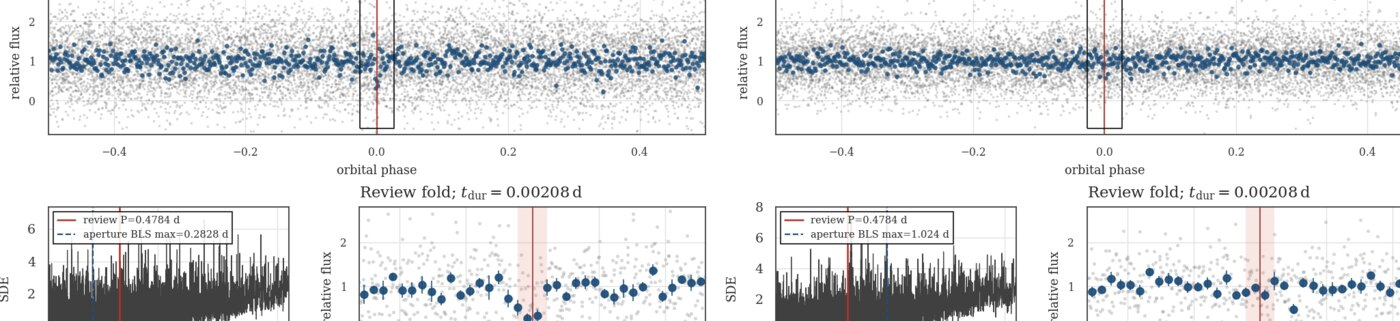 relative flux
2
1
0
−0.4
−0.2
0.0
0.2
0.4
orbital phase
relative flux
2
1
0
−0.4
−0.2
0.0
0.2
0.4
orbital phase
Review fold; t_dur = 0.00208 d
Review fold; t_dur = 0.00208 d
SDE
6
4
2
review P=0.4784 d
aperture BLS max=0.2828 d
relative flux
2
1
SDE
8
6
4
2
review P=0.4784 d
aperture BLS max=1.024 d
relative flux
2
1